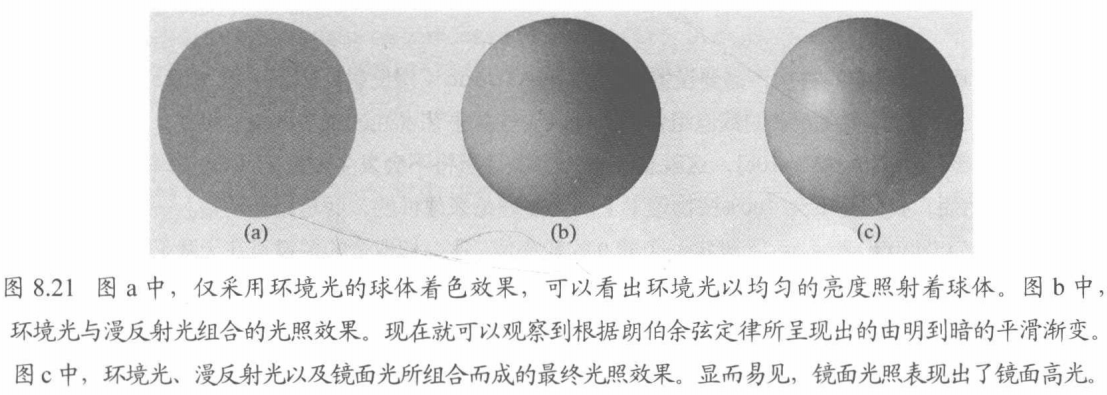 (a) (b) (c)
图 8.21 图 a 中，仅采用环境光的球体着色效果，可以看出环境光以均匀的亮度照射着球体。图 b 中，
环境光与漫反射光组合的光照效果。现在就可以观察到根据朗伯余弦定律所呈现出的由明到暗的平滑渐变。
图 c 中，环境光、漫反射光以及镜面光所组合而成的最终光照效果。显而易见，镜面光照表现出了镜面高光。